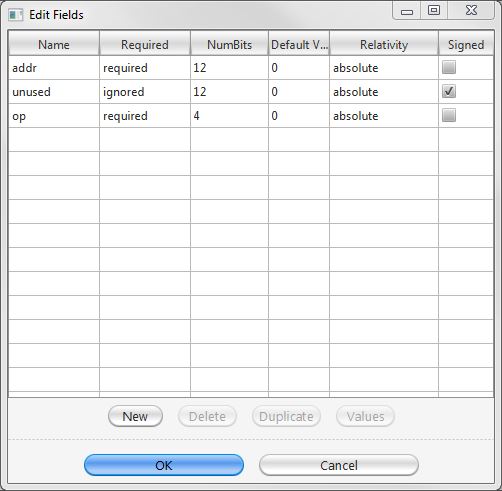 Edit Fields
Name Required NumBits Default V... Relativity Signed
addr required 12 0 absolute
unused ignored 12 0 absolute
op required 4 0 absolute
New Delete Duplicate Values
OK Cancel